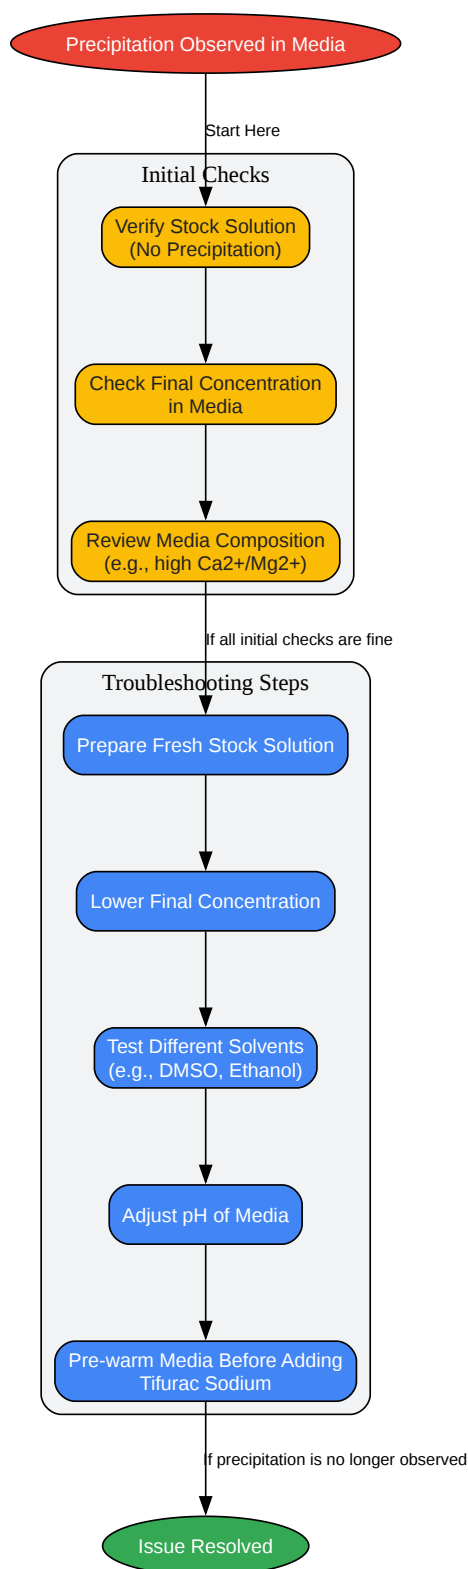 Precipitation Observed in Media
Start Here
Initial Checks
Verify Stock Solution
(No Precipitation)
Check Final Concentration
in Media
Review Media Composition
(e.g., high Ca2+/Mg2+)
If all initial checks are fine
Troubleshooting Steps
Prepare Fresh Stock Solution
Lower Final Concentration
Test Different Solvents
(e.g., DMSO, Ethanol)
Adjust pH of Media
Pre-warm Media Before Adding
Tifurac Sodium
If precipitation is no longer observed
Issue Resolved